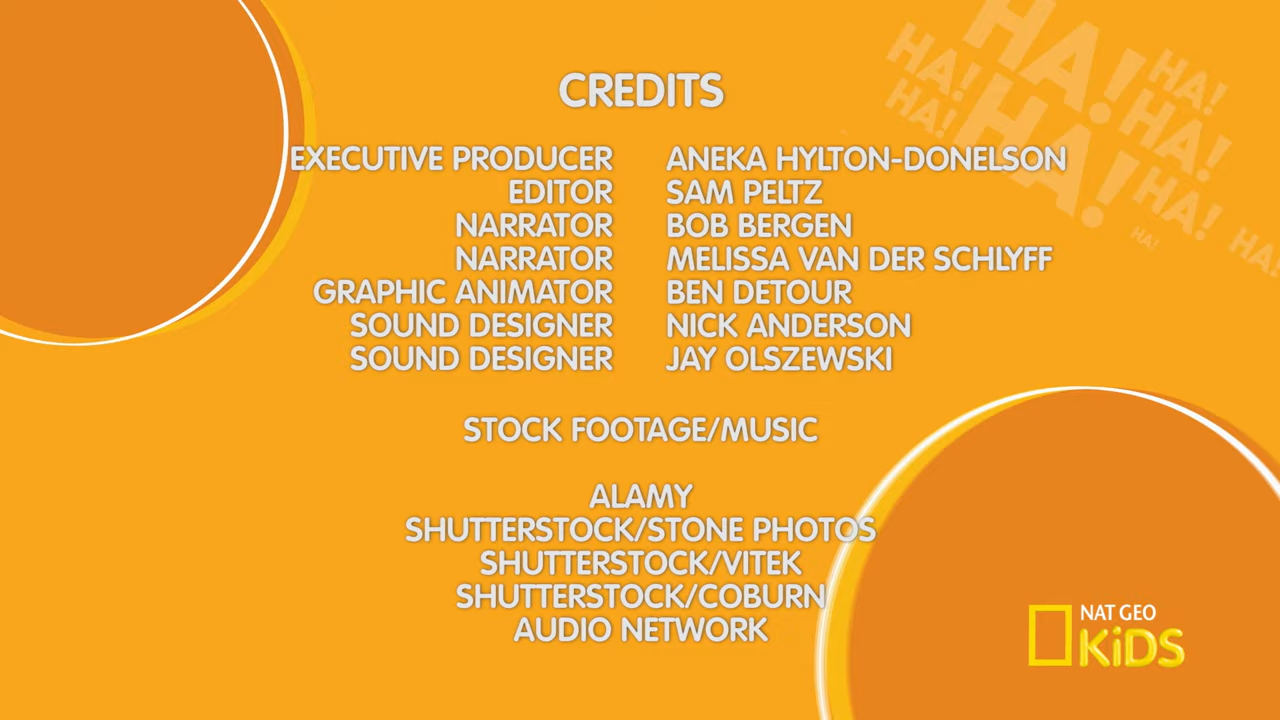 CREDITS
EXECUTIVE PRODUCER ANEKA HYLTON-DONELSON
EDITOR SAM PELTZ
NARRATOR BOB BERGEN
NARRATOR MELISSA VAN DER SCHLYFF
GRAPHIC ANIMATOR BEN DETOUR
SOUND DESIGNER NICK ANDERSON
SOUND DESIGNER JAY OLSZEWSKI
STOCK FOOTAGE/MUSIC
ALAMY
SHUTTERSTOCK/STONE PHOTOS
SHUTTERSTOCK/VITEK
SHUTTERSTOCK/COBURN
AUDIO NETWORK
HA!
HA!
HA!
HA!
HA!
HA!
HA!
HA!
HA
NAT GEO
KiDS